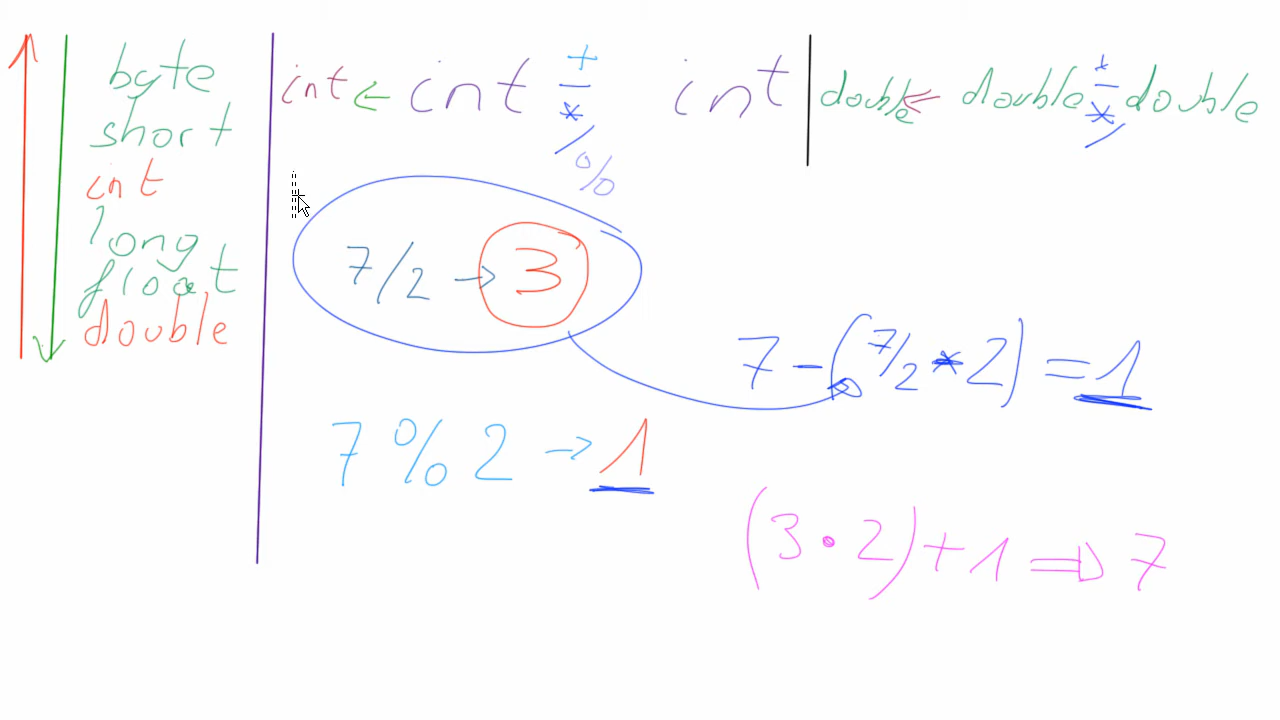 byte
short
int
long
float
double
int ← int + - * / % int
double ← double + - * / double
7/2 → 3
7 - (7/2 * 2) = 1
7 % 2 → 1
(3 · 2) + 1 ⇒ 7